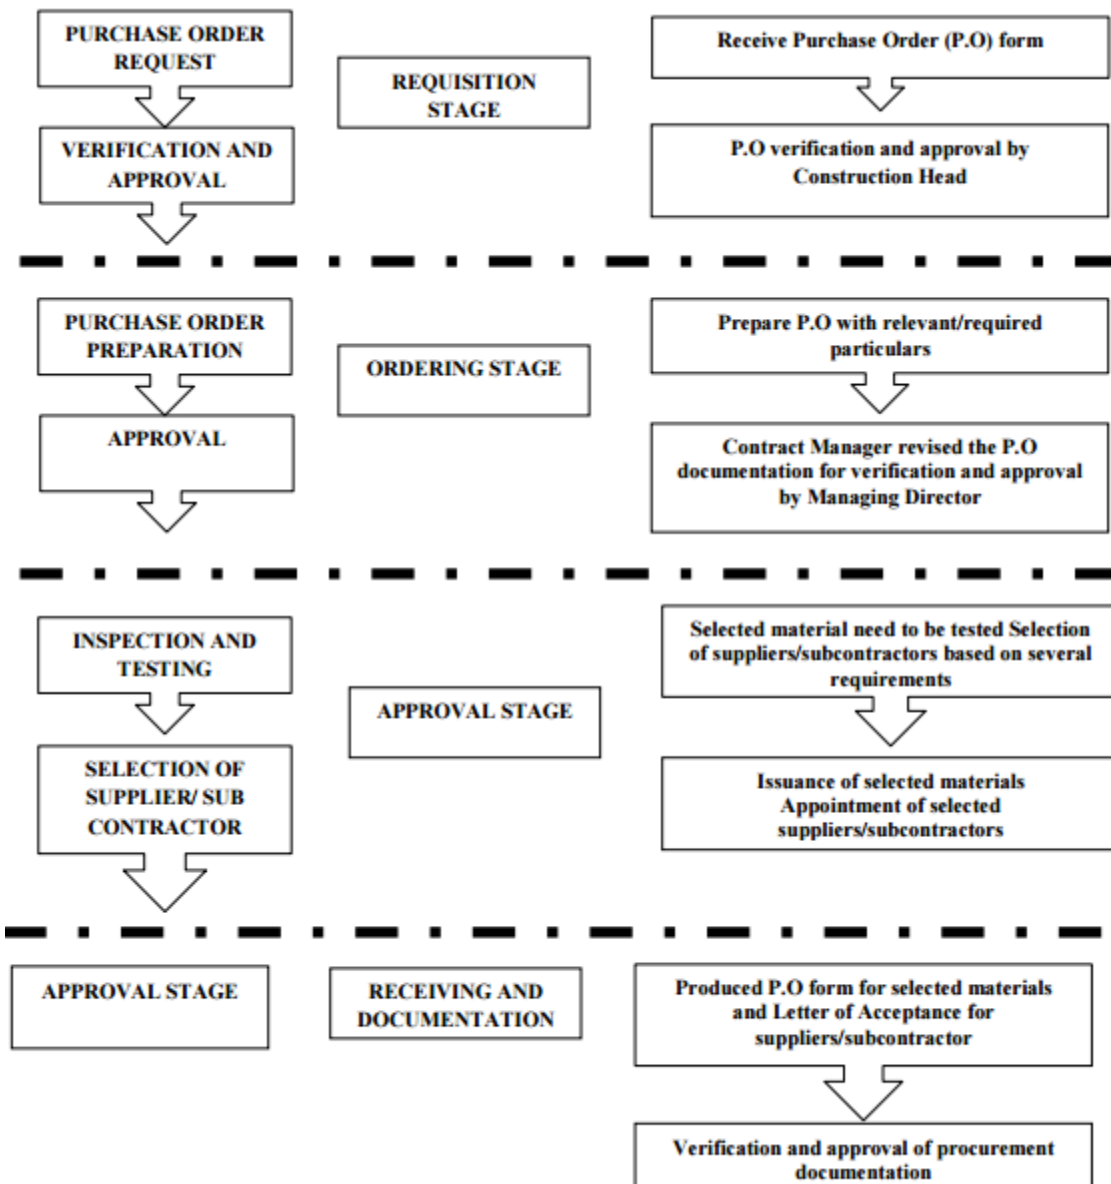 PURCHASE ORDER
REQUEST
REQUISITION
STAGE
Receive Purchase Order (P.O) form
VERIFICATION AND
APPROVAL
P.O verification and approval by
Construction Head
PURCHASE ORDER
PREPARATION
ORDERING STAGE
Prepare P.O with relevant/required
particulars
APPROVAL
Contract Manager revised the P.O
documentation for verification and approval
by Managing Director
INSPECTION AND
TESTING
APPROVAL STAGE
Selected material need to be tested Selection
of suppliers/subcontractors based on several
requirements
SELECTION OF
SUPPLIER/ SUB
CONTRACTOR
Issuance of selected materials
Appointment of selected
suppliers/subcontractors
APPROVAL STAGE
RECEIVING AND
DOCUMENTATION
Produced P.O form for selected materials
and Letter of Acceptance for
suppliers/subcontractor
Verification and approval of procurement
documentation